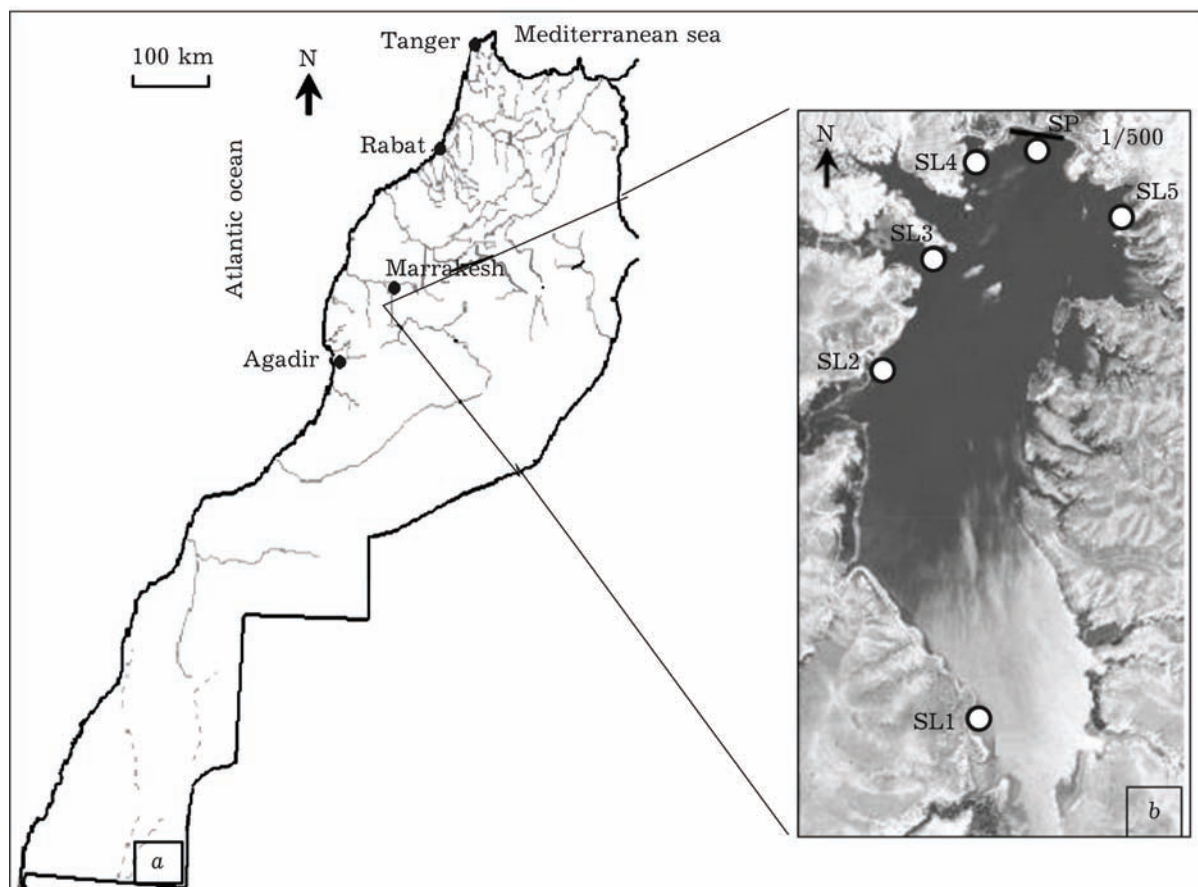 Tanger
Mediterranean sea
100 km
N
Rabat
Atlantic ocean
Marrakesh
Agadir
a
N
SP
1/500
SL4
SL5
SL3
SL2
SL1
b